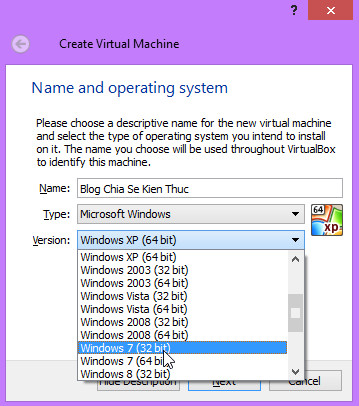 ?
Create Virtual Machine
Name and operating system
Please choose a descriptive name for the new virtual machine
and select the type of operating system you intend to install
on it. The name you choose will be used throughout VirtualBox
to identify this machine.
Name: Blog Chia Se Kien Thuc
Type: Microsoft Windows
64
xp
Version: Windows XP (64 bit)
Windows XP (64 bit)
Windows 2003 (32 bit)
Windows 2003 (64 bit)
Windows Vista (32 bit)
Windows Vista (64 bit)
Windows 2008 (32 bit)
Windows 2008 (64 bit)
Windows 7 (32 bit)
Windows 7 (64 bit)
Windows 8 (32 bit)
Hide Description Next Cancel